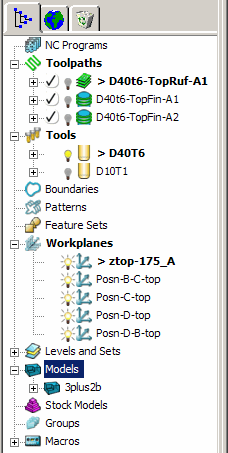 NC Programs
Toolpaths
> D40t6-TopRuf-A1
D40t6-TopFin-A1
D40t6-TopFin-A2
Tools
> D40T6
D10T1
Boundaries
Patterns
Feature Sets
Workplanes
> ztop-175_A
Posn-B-C-top
Posn-C-top
Posn-D-top
Posn-D-B-top
Levels and Sets
Models
3plus2b
Stock Models
Groups
Macros